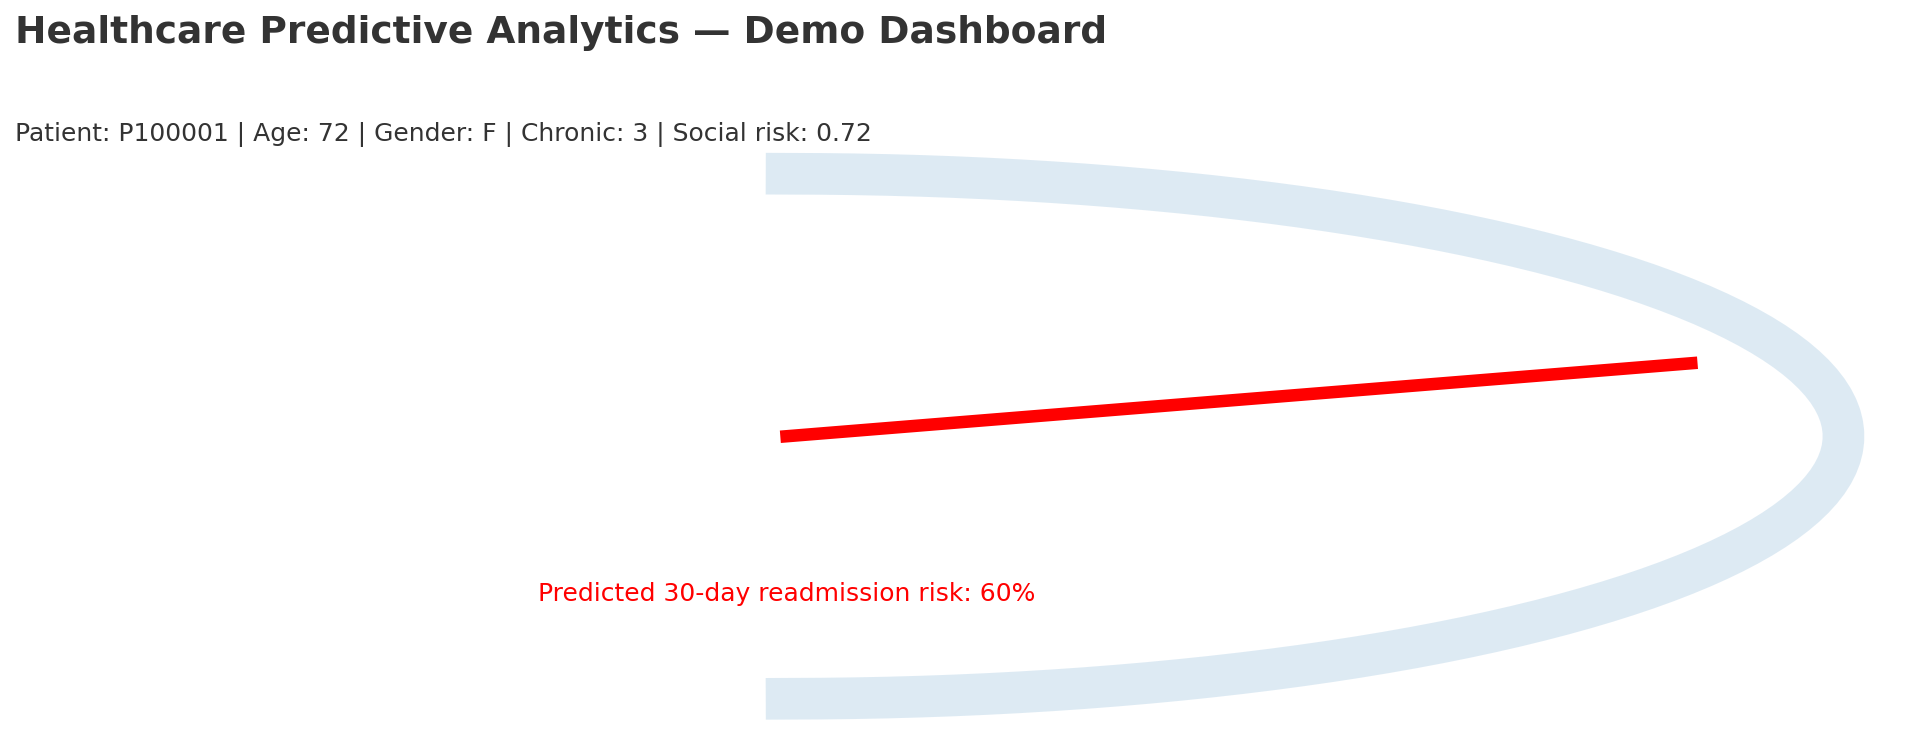 Healthcare Predictive Analytics — Demo Dashboard
Patient: P100001 | Age: 72 | Gender: F | Chronic: 3 | Social risk: 0.72
Predicted 30-day readmission risk: 60%